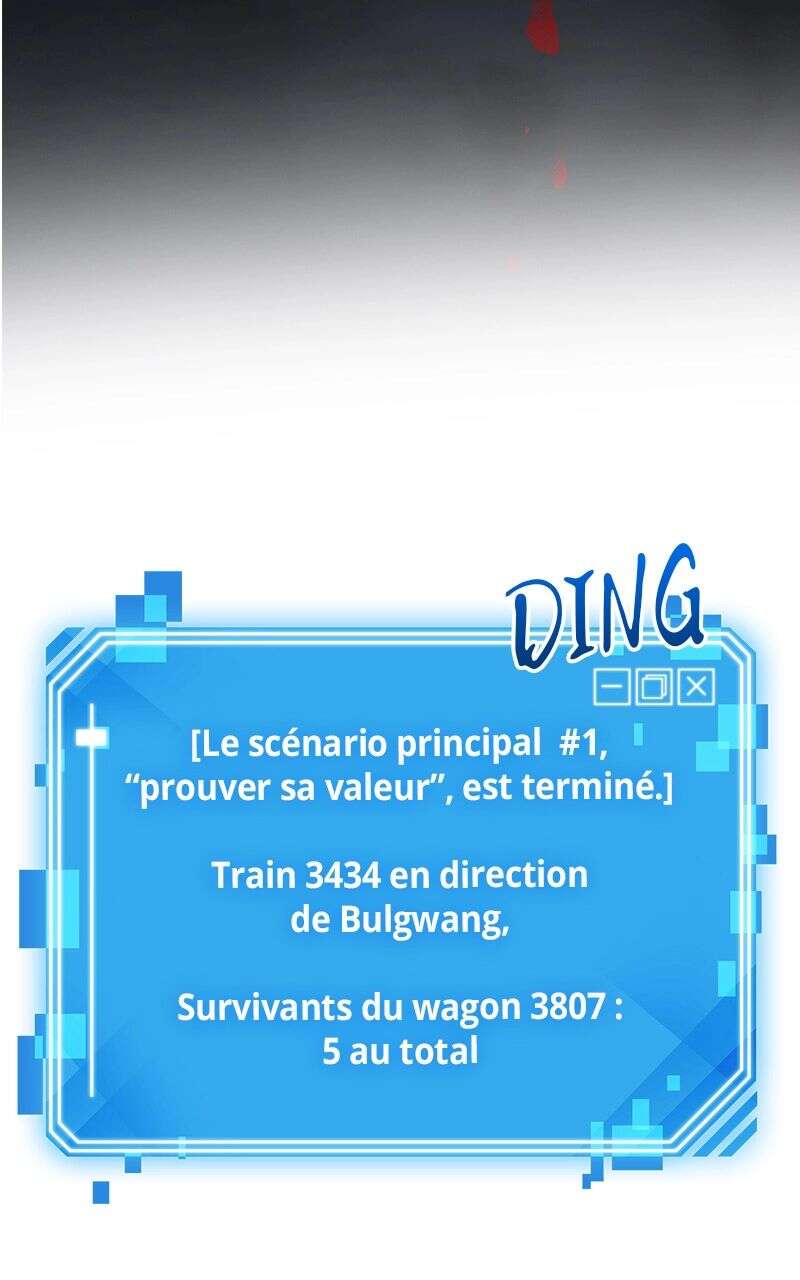 DING
[Le scénario principal #1,
“prouver sa valeur”, est terminé.]
Train 3434 en direction
de Bulgwang,
Survivants du wagon 3807 :
5 au total